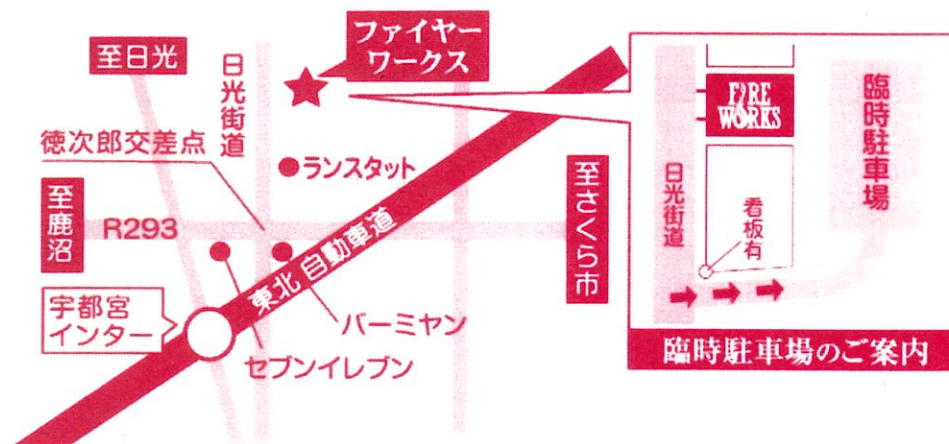 至日光
日光街道
ファイヤー
ワークス
徳次郎交差点
ランスタット
至鹿沼
R293
至さくら市
宇都宮
インター
東北自動車道
バーミヤン
セブンイレブン
FIRE
WORKS
臨時駐車場
日光街道
看板有
臨時駐車場のご案内